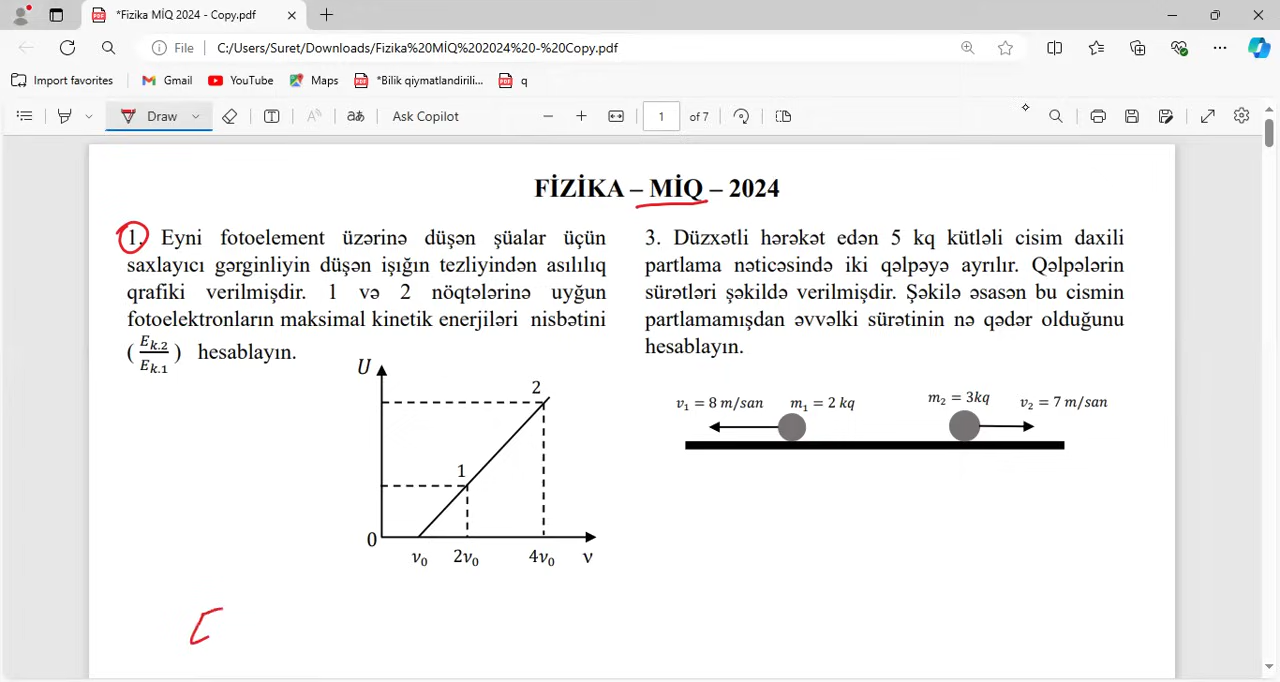 *Fizika MİQ 2024 - Copy.pdf
File C:/Users/Suret/Downloads/Fizika%20MİQ%202024%20-%20Copy.pdf
Import favorites Gmail YouTube Maps *Bilik qiymatlandirili... q
Draw aあ Ask Copilot 1 of 7
FİZİKA – MİQ – 2024
1. Eyni fotoelement üzərinə düşən şüalar üçün
saxlayıcı gərginliyin düşən işığın tezliyindən asılılıq
qrafiki verilmişdir. 1 və 2 nöqtələrinə uyğun
fotoelektronların maksimal kinetik enerjiləri nisbətini
(E_k.2/E_k.1) hesablayın.
U
2
1
0
ν₀ 2ν₀ 4ν₀ ν
3. Düzxətli hərəkət edən 5 kq kütləli cisim daxili
partlama nəticəsində iki qəlpəyə ayrılır. Qəlpələrin
sürətləri şəkildə verilmişdir. Şəkilə əsasən bu cismin
partlamamışdan əvvəlki sürətinin nə qədər olduğunu
hesablayın.
v₁ = 8 m/san m₁ = 2 kq m₂ = 3kq v₂ = 7 m/san